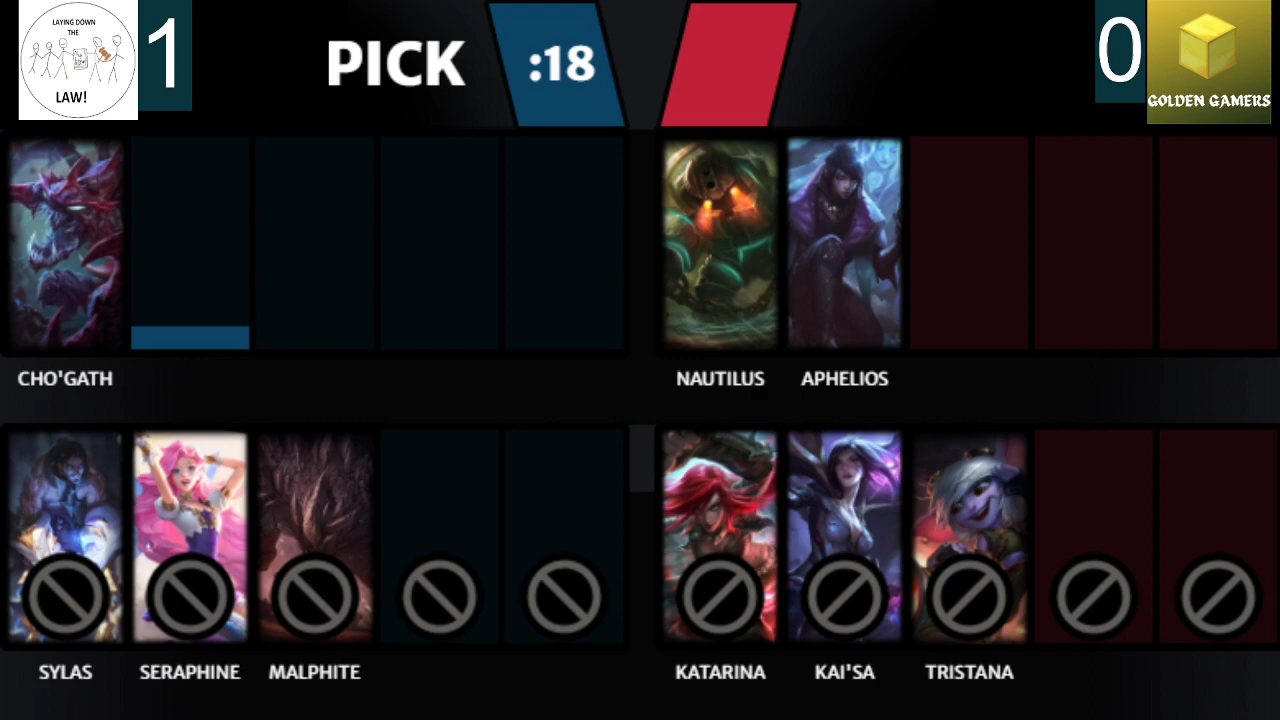 LAYING DOWN
THE
LAW!
1
PICK
:18
0
GOLDEN GAMERS
CHO'GATH
NAUTILUS
APHELIOS
SYLAS
SERAPHINE
MALPHITE
KATARINA
KAI'SA
TRISTANA